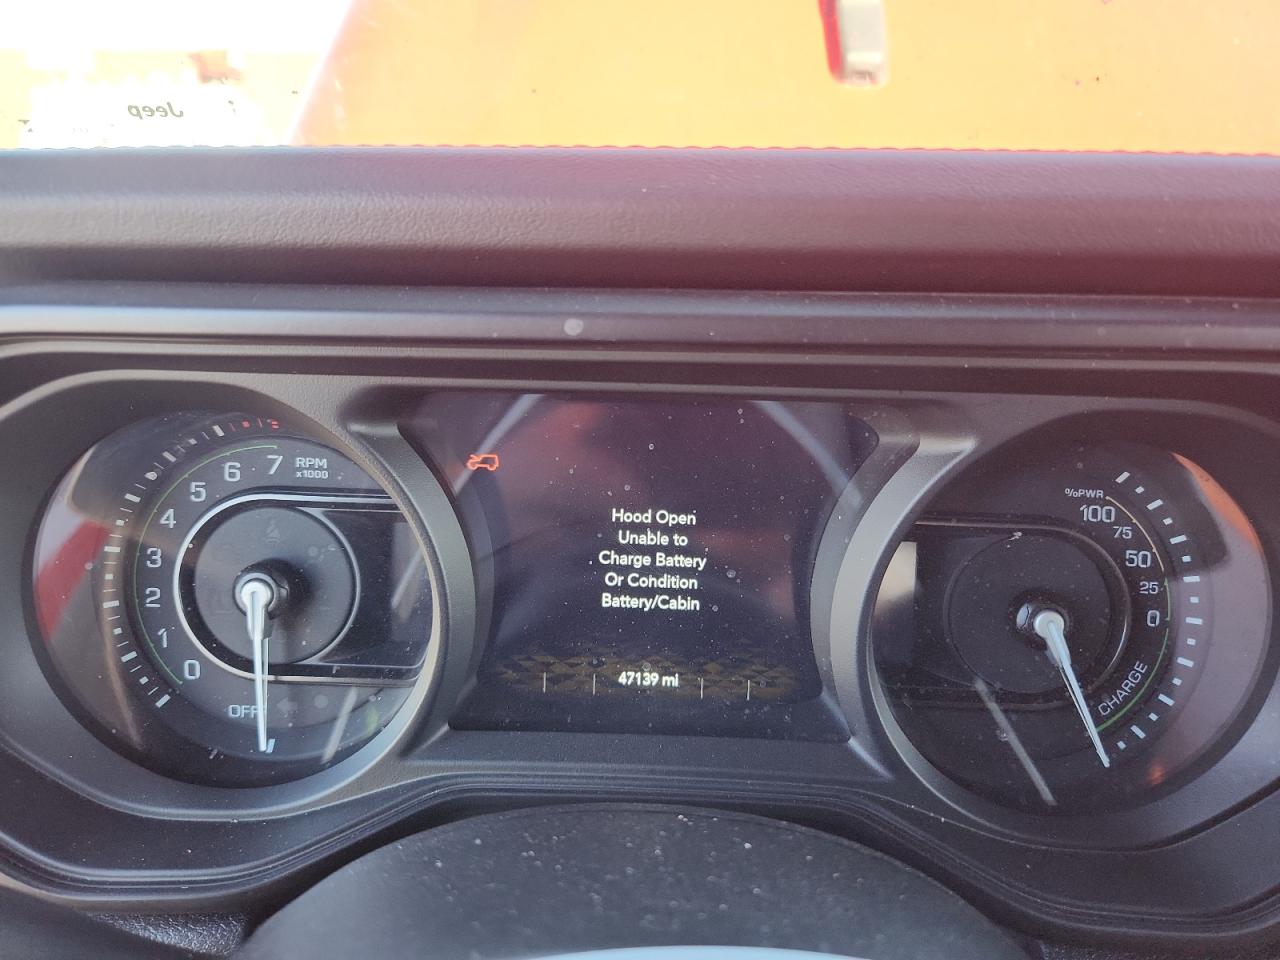 Jeep
7
RPM
x1000
6
5
4
3
2
1
0
OFF
Hood Open
Unable to
Charge Battery
Or Condition
Battery/Cabin
47139 mi
%PWR
100
75
50
25
0
CHARGE